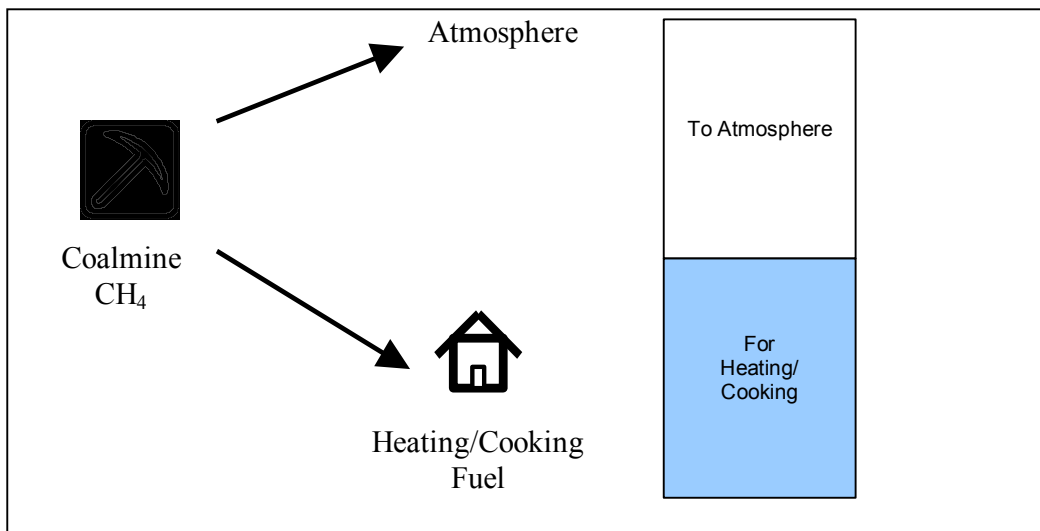 Atmosphere
To Atmosphere
Coalmine
CH₄
For
Heating/
Cooking
Heating/Cooking
Fuel